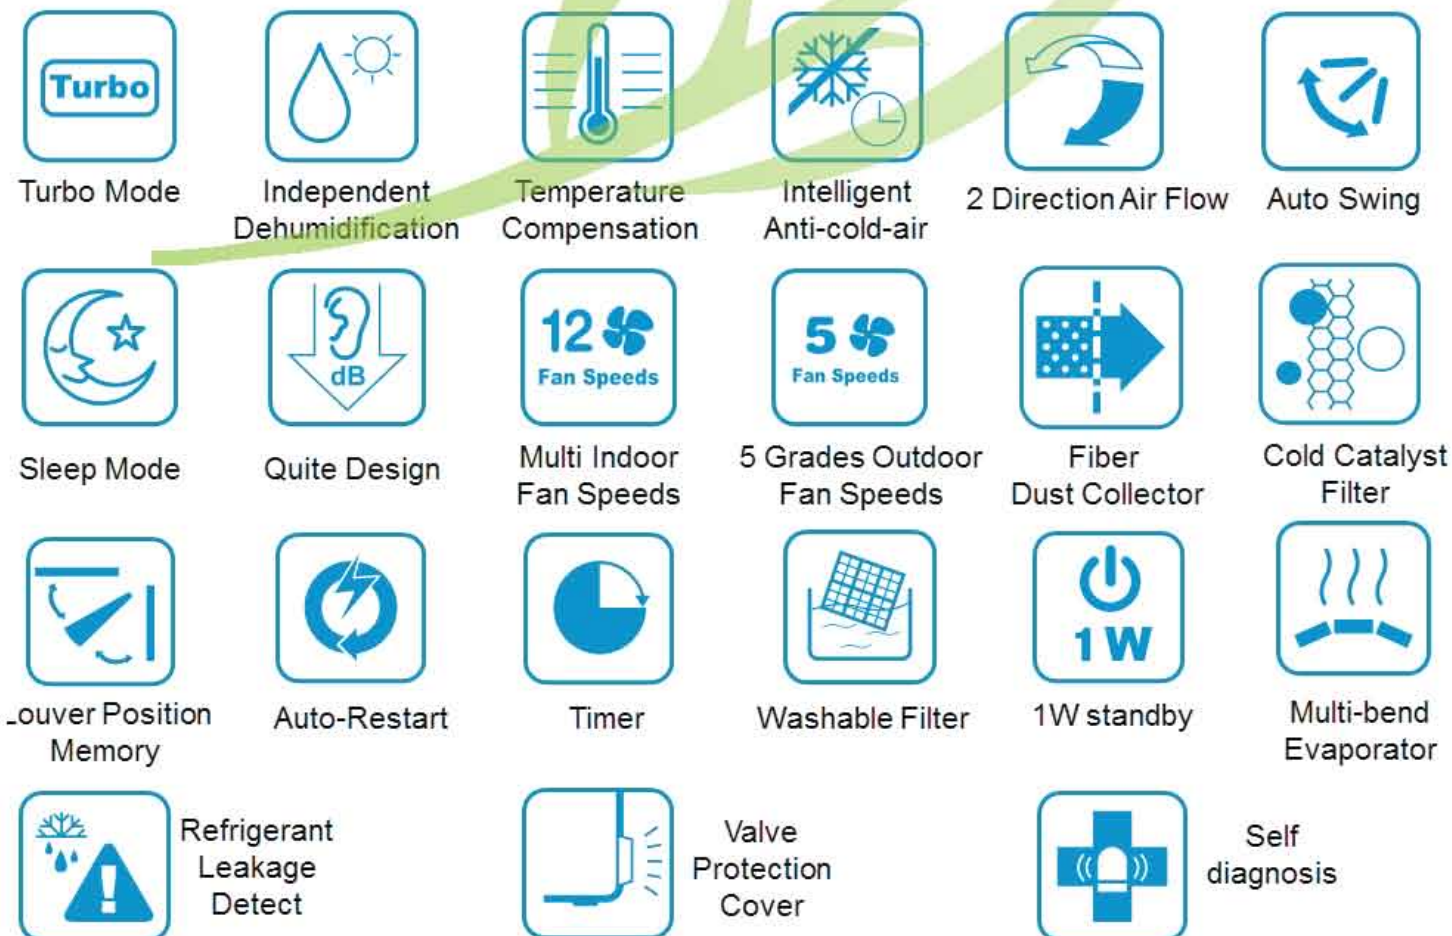 Turbo
Turbo Mode
Independent
Dehumidification
Temperature
Compensation
Intelligent
Anti-cold-air
2 Direction Air Flow
Auto Swing
dB
12
Fan Speeds
5
Fan Speeds
Sleep Mode
Quite Design
Multi Indoor
Fan Speeds
5 Grades Outdoor
Fan Speeds
Fiber
Dust Collector
Cold Catalyst
Filter
1W
Louver Position
Memory
Auto-Restart
Timer
Washable Filter
1W standby
Multi-bend
Evaporator
Refrigerant
Leakage
Detect
Valve
Protection
Cover
Self
diagnosis